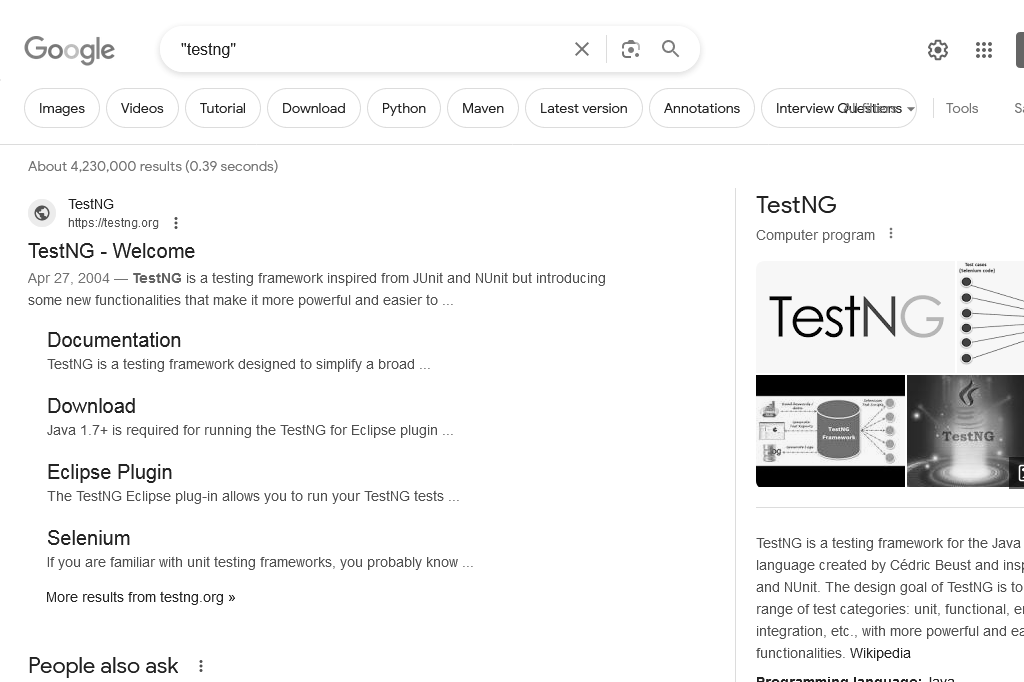 Google
"testng"
Images
Videos
Tutorial
Download
Python
Maven
Latest version
Annotations
Interview Questions
Tools
About 4,230,000 results (0.39 seconds)
TestNG
https://testng.org
TestNG - Welcome
Apr 27, 2004 — TestNG is a testing framework inspired from JUnit and NUnit but introducing
some new functionalities that make it more powerful and easier to ...
Documentation
TestNG is a testing framework designed to simplify a broad ...
Download
Java 1.7+ is required for running the TestNG for Eclipse plugin ...
Eclipse Plugin
The TestNG Eclipse plug-in allows you to run your TestNG tests ...
Selenium
If you are familiar with unit testing frameworks, you probably know ...
More results from testng.org »
People also ask
TestNG
Computer program
TestNG
Test cases
(Selenium code)
TestNG
Framework
TestNG
TestNG is a testing framework for the Java
language created by Cédric Beust and
and NUnit. The design goal of TestNG is to
range of test categories: unit, functional,
integration, etc., with more powerful and
functionalities. Wikipedia
Programming language: Java